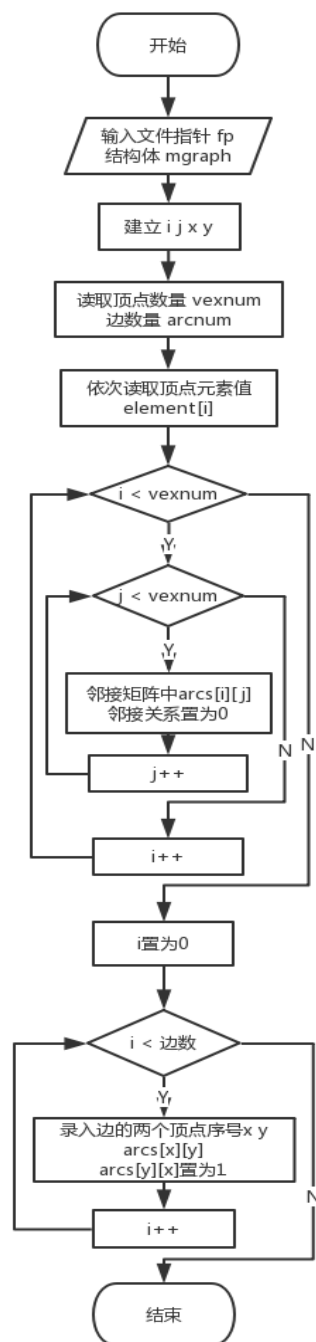 开始
输入文件指针 fp
结构体 mgraph
建立 i j x y
读取顶点数量 vexnum
边数量 arcnum
依次读取顶点元素值
element[i]
i < vexnum
Y
j < vexnum
Y
邻接矩阵中arcs[i][j]
邻接关系置为0
N
N
j++
i++
i置为0
i < 边数
Y
录入边的两个顶点序号x y
arcs[x][y]
arcs[y][x]置为1
N
i++
结束